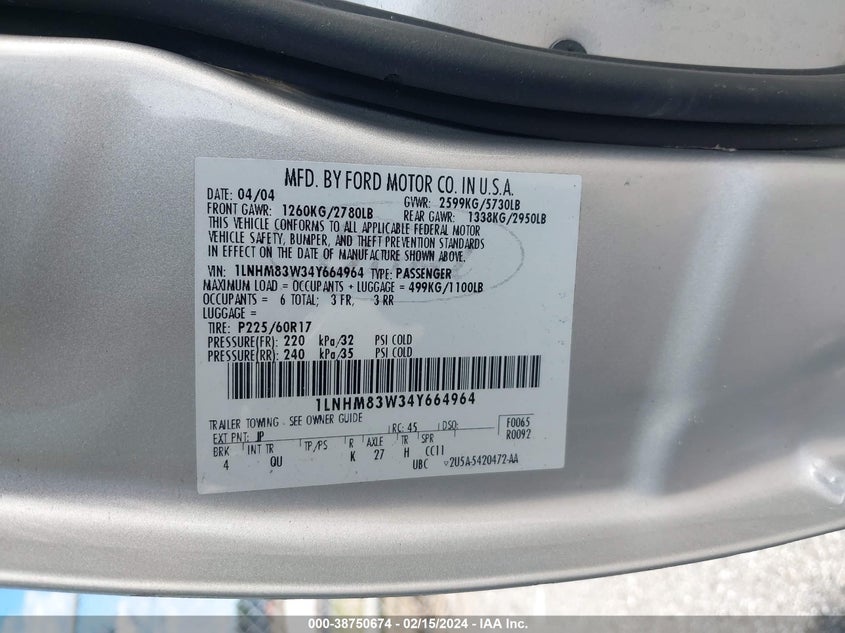 MFD. BY FORD MOTOR CO. IN U.S.A.
DATE: 04/04 GVWR: 2599KG/5730LB
FRONT GAWR: 1260KG/2780LB REAR GAWR: 1338KG/2950LB
THIS VEHICLE CONFORMS TO ALL APPLICABLE FEDERAL MOTOR
VEHICLE SAFETY, BUMPER, AND THEFT PREVENTION STANDARDS
IN EFFECT ON THE DATE OF MANUFACTURE SHOWN ABOVE.
VIN: 1LNHM83W34Y664964 TYPE: PASSENGER
MAXIMUM LOAD = OCCUPANTS + LUGGAGE = 499KG/1100LB
OCCUPANTS = 6 TOTAL; 3 FR, 3 RR
LUGGAGE =
TIRE: P225/60R17
PRESSURE(FR) 220 kPa/32 PSI COLD
PRESSURE(RR) 240 kPa/35 PSI COLD
1LNHM83W34Y664964
TRAILER TOWING - SEE OWNER GUIDE
EXT PNT: JP RC: 45 DSO: F0065
R0092
BRK INT TR TP/PS R AXLE TR SPR
4 QU K 27 H CC11
UBC 2U5A-5420472-AA
000-38750674 / 02/15/2024 / IAA Inc.